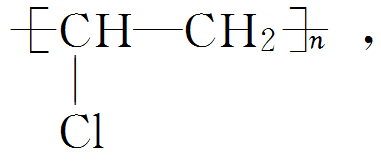 ⁅CH—CH₂⁆ₙ ,
Cl